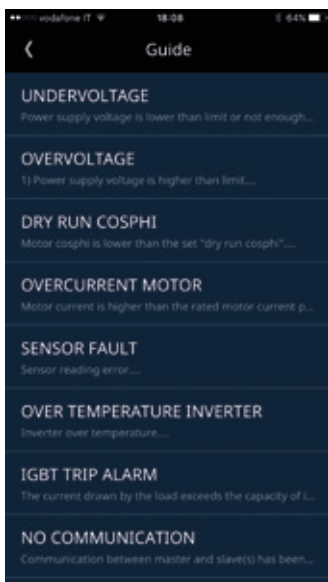 vodafone IT 18:08 64%
Guide
UNDERVOLTAGE
Power supply voltage is lower than limit or not enough...
OVERVOLTAGE
1) Power supply voltage is higher than limit....
DRY RUN COSPHI
Motor cosphi is lower than the set "dry run cosphi"....
OVERCURRENT MOTOR
Motor current is higher than the rated motor current p...
SENSOR FAULT
Sensor reading error....
OVER TEMPERATURE INVERTER
Inverter over temperature....
IGBT TRIP ALARM
The current drawn by the load exceeds the capacity of i...
NO COMMUNICATION
Communication between master and slave(s) has been...